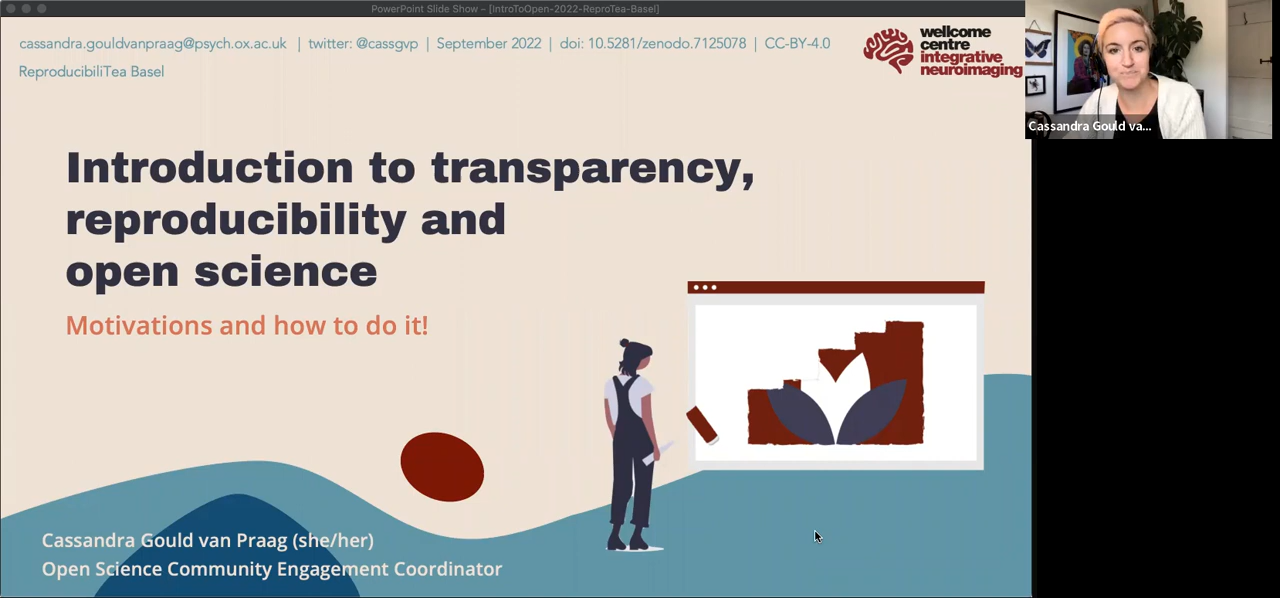 PowerPoint Slide Show – [IntroToOpen-2022-ReproTea-Basel]
cassandra.gouldvanpraag@psych.ox.ac.uk | twitter: @cassgvp | September 2022 | doi: 10.5281/zenodo.7125078 | CC-BY-4.0
ReproducibiliTea Basel
wellcome
centre
integrative
neuroimaging
Cassandra Gould va...
Introduction to transparency,
reproducibility and
open science
Motivations and how to do it!
Cassandra Gould van Praag (she/her)
Open Science Community Engagement Coordinator